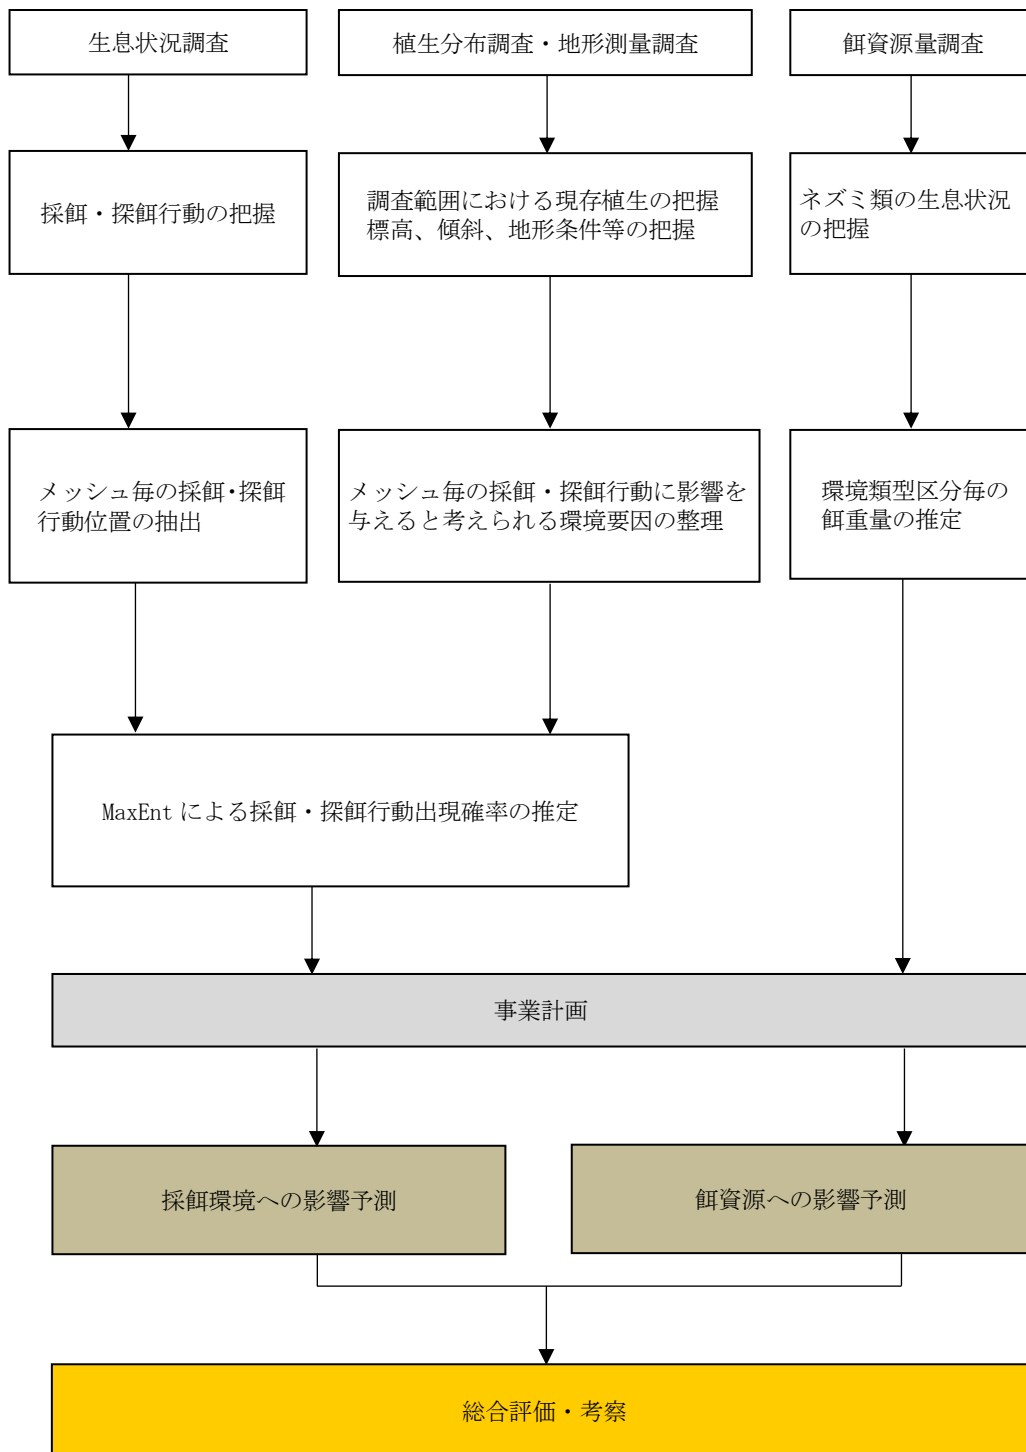 生息状況調査
植生分布調査・地形測量調査
餌資源量調査
採餌・探餌行動の把握
調査範囲における現存植生の把握
標高、傾斜、地形条件等の把握
ネズミ類の生息状況
の把握
メッシュ毎の採餌・探餌
行動位置の抽出
メッシュ毎の採餌・探餌行動に影響を
与えると考えられる環境要因の整理
環境類型区分毎の
餌重量の推定
MaxEnt による採餌・探餌行動出現確率の推定
事業計画
採餌環境への影響予測
餌資源への影響予測
総合評価・考察